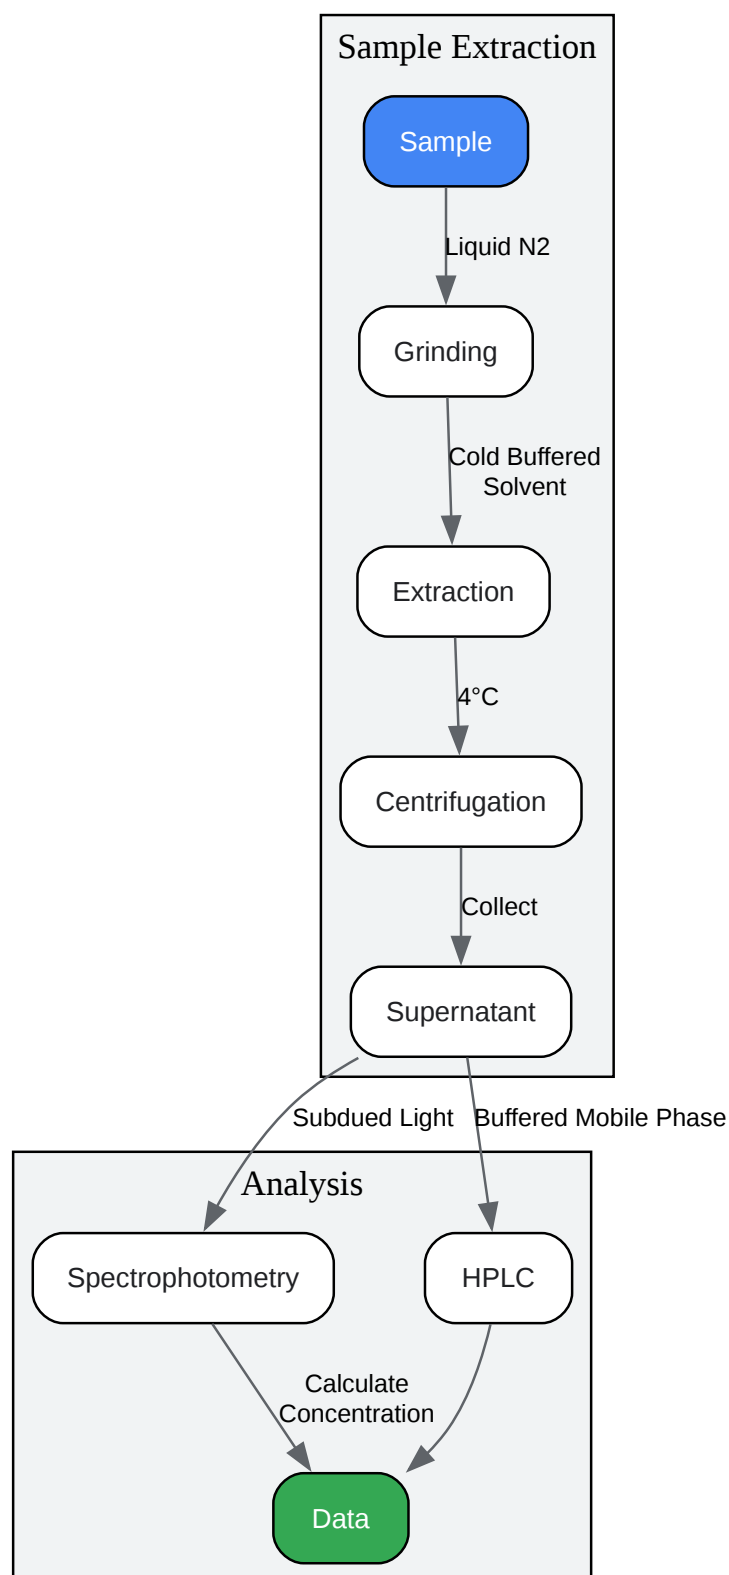 Sample Extraction
Sample
Liquid N2
Grinding
Cold Buffered
Solvent
Extraction
4°C
Centrifugation
Collect
Supernatant
Subdued Light
Buffered Mobile Phase
Analysis
Spectrophotometry
HPLC
Calculate
Concentration
Data